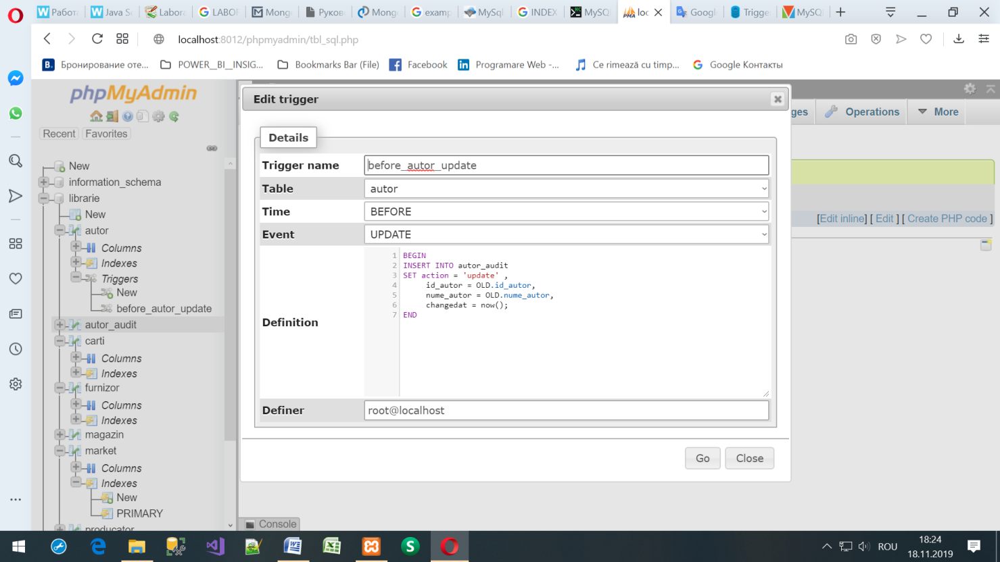 Работа
Java S
Labora
LABOR
Mong
Руков
Mong
examp
MySql
INDEX
MySQL
loc
Googl
Trigge
MySQL
localhost:8012/phpmyadmin/tbl_sql.php
Бронирование оте...
POWER__BI__INSIG...
Bookmarks Bar (File)
Facebook
Programare Web -...
Ce rimează cu timp...
Google Контакты
phpMyAdmin
Recent
Favorites
New
information_schema
librarie
New
autor
Columns
Indexes
Triggers
New
before_autor_update
autor_audit
carti
Columns
Indexes
furnizor
Columns
Indexes
magazin
market
Columns
Indexes
New
PRIMARY
producator
Edit trigger
Details
Trigger name
before_autor_update
Table
autor
Time
BEFORE
Event
UPDATE
Definition
1 BEGIN
2 INSERT INTO autor_audit
3 SET action = 'update' ,
4 id_autor = OLD.id_autor,
5 nume_autor = OLD.nume_autor,
6 changedat = now();
7 END
Definer
root@localhost
Go
Close
ges
Operations
More
[Edit inline] [ Edit ] [ Create PHP code ]
Console
ROU
18:24
18.11.2019